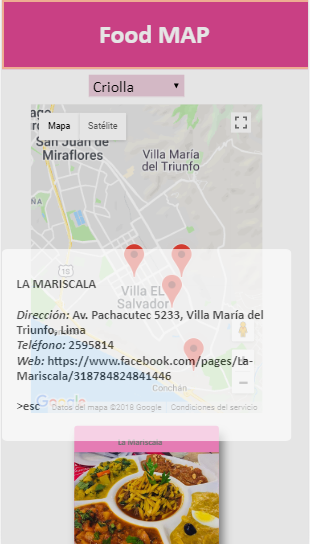 Food MAP
Criolla
ago
Mapa
Satélite
San Juan de
Miraflores
Villa María
del Triunfo
15
Villa EL
Salvador
LA MARISCALA
Dirección: Av. Pachacutec 5233, Villa María del
Triunfo, Lima
Teléfono: 2595814
Web: https://www.facebook.com/pages/La-
Mariscala/318784824841446
Conchán
>esc
Google
Datos del mapa ©2018 Google
Condiciones del servicio
La Mariscala